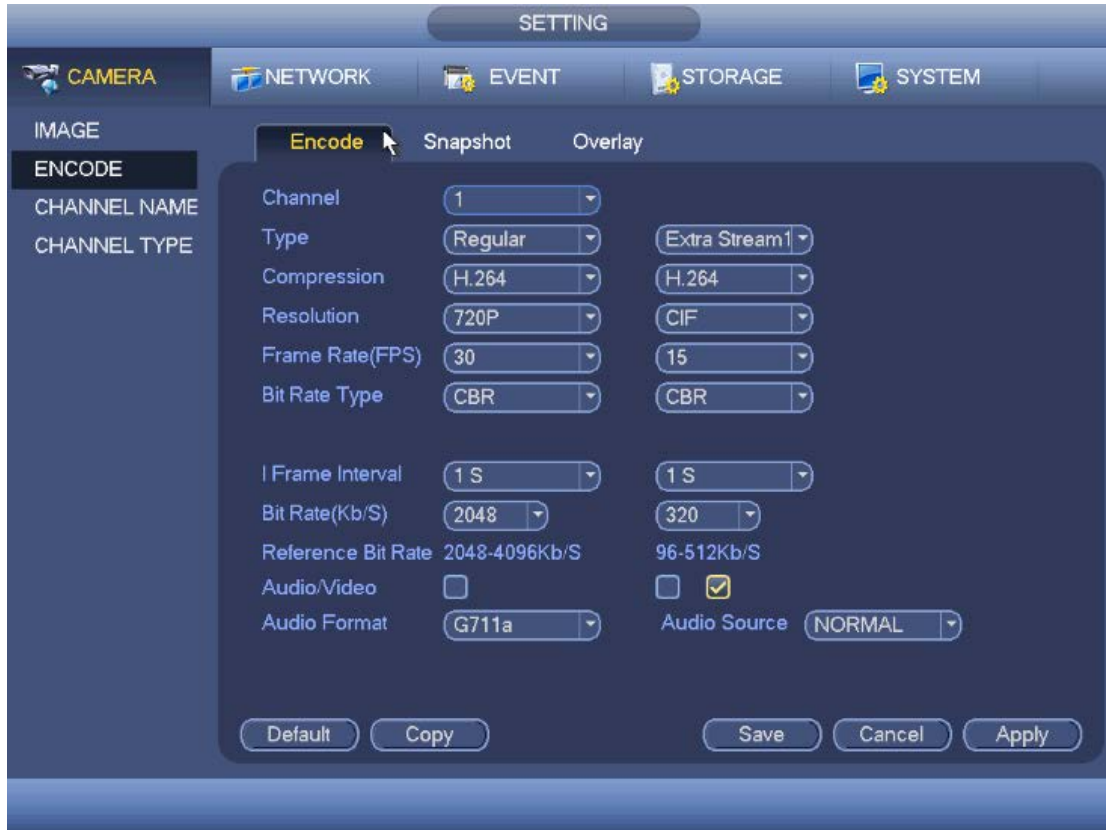 SETTING
CAMERA NETWORK EVENT STORAGE SYSTEM
IMAGE
ENCODE
CHANNEL NAME
CHANNEL TYPE
Encode Snapshot Overlay
Channel 1
Type Regular Extra Stream1
Compression H.264 H.264
Resolution 720P CIF
Frame Rate(FPS) 30 15
Bit Rate Type CBR CBR
I Frame Interval 1 S 1 S
Bit Rate(Kb/S) 2048 320
Reference Bit Rate 2048-4096Kb/S 96-512Kb/S
Audio/Video
Audio Format G711a Audio Source NORMAL
Default Copy Save Cancel Apply